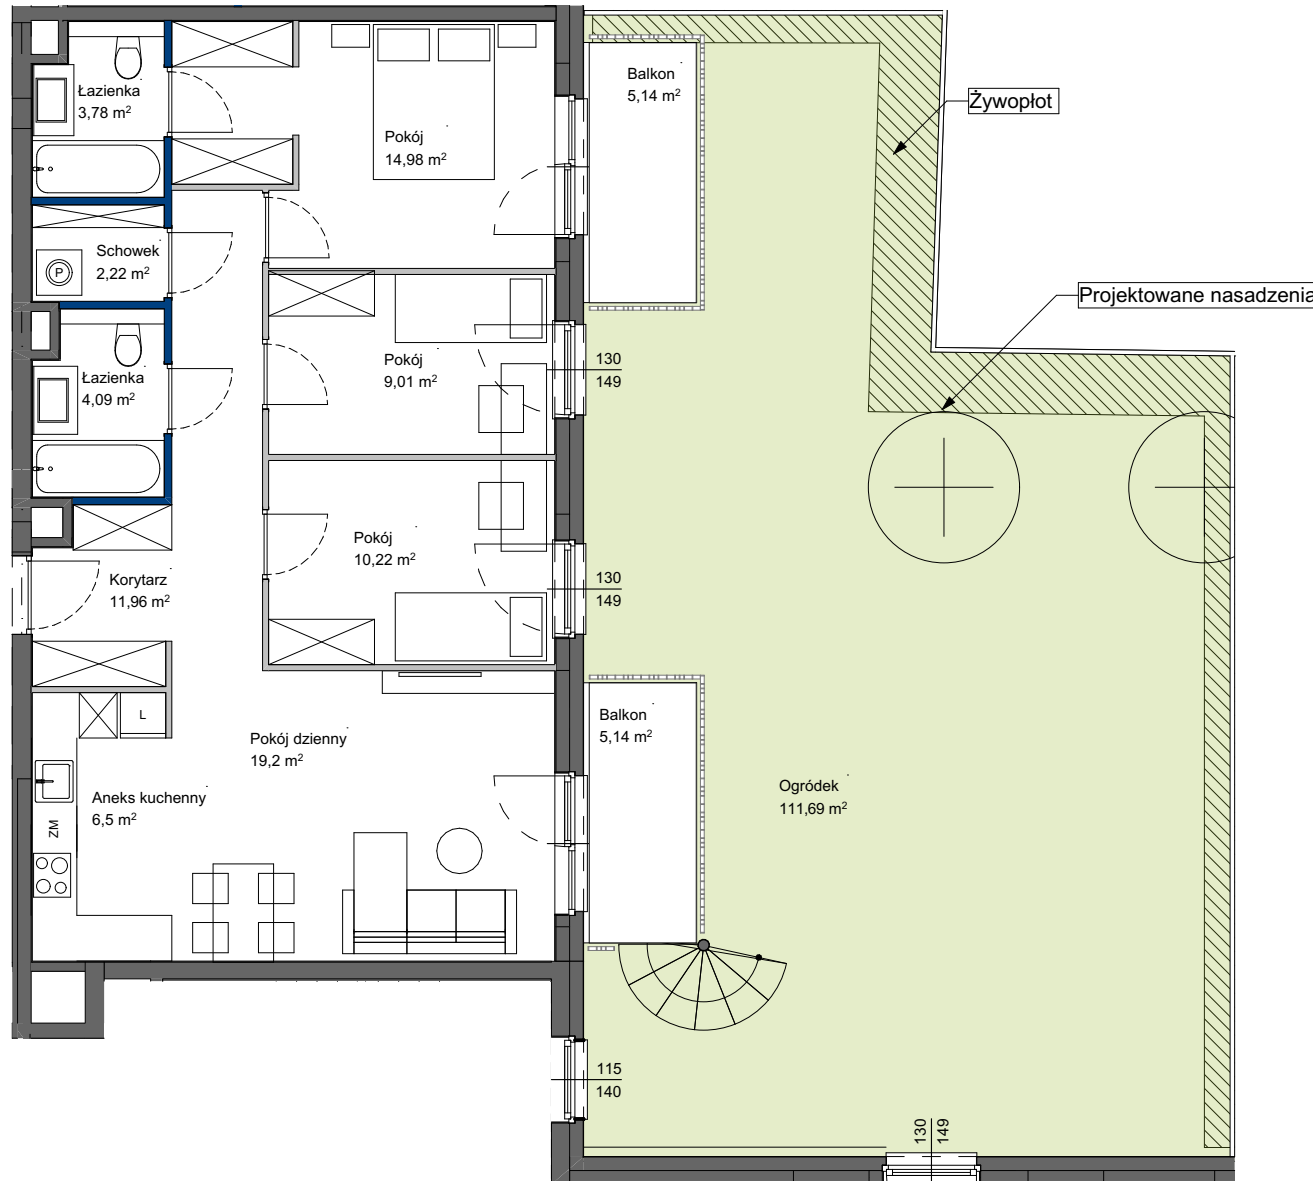 Łazienka
3,78 m²
Pokój
14,98 m²
Balkon
5,14 m²
Żywopłot
Schowek
2,22 m²
P
Projektowane nasadzenia
Łazienka
4,09 m²
Pokój
9,01 m²
130
149
Pokój
10,22 m²
130
149
Korytarz
11,96 m²
L
Pokój dzienny
19,2 m²
Balkon
5,14 m²
Aneks kuchenny
6,5 m²
ZM
Ogródek
111,69 m²
115
140
130
149